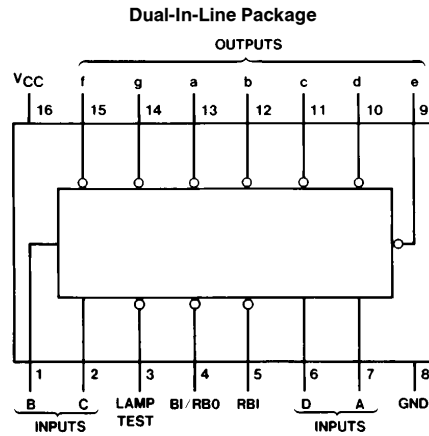 Dual-In-Line Package
OUTPUTS
VCC f g a b c d e
16 15 14 13 12 11 10 9
1 2 3 4 5 6 7 8
B C LAMP TEST BI/RBO RBI D A GND
INPUTS INPUTS